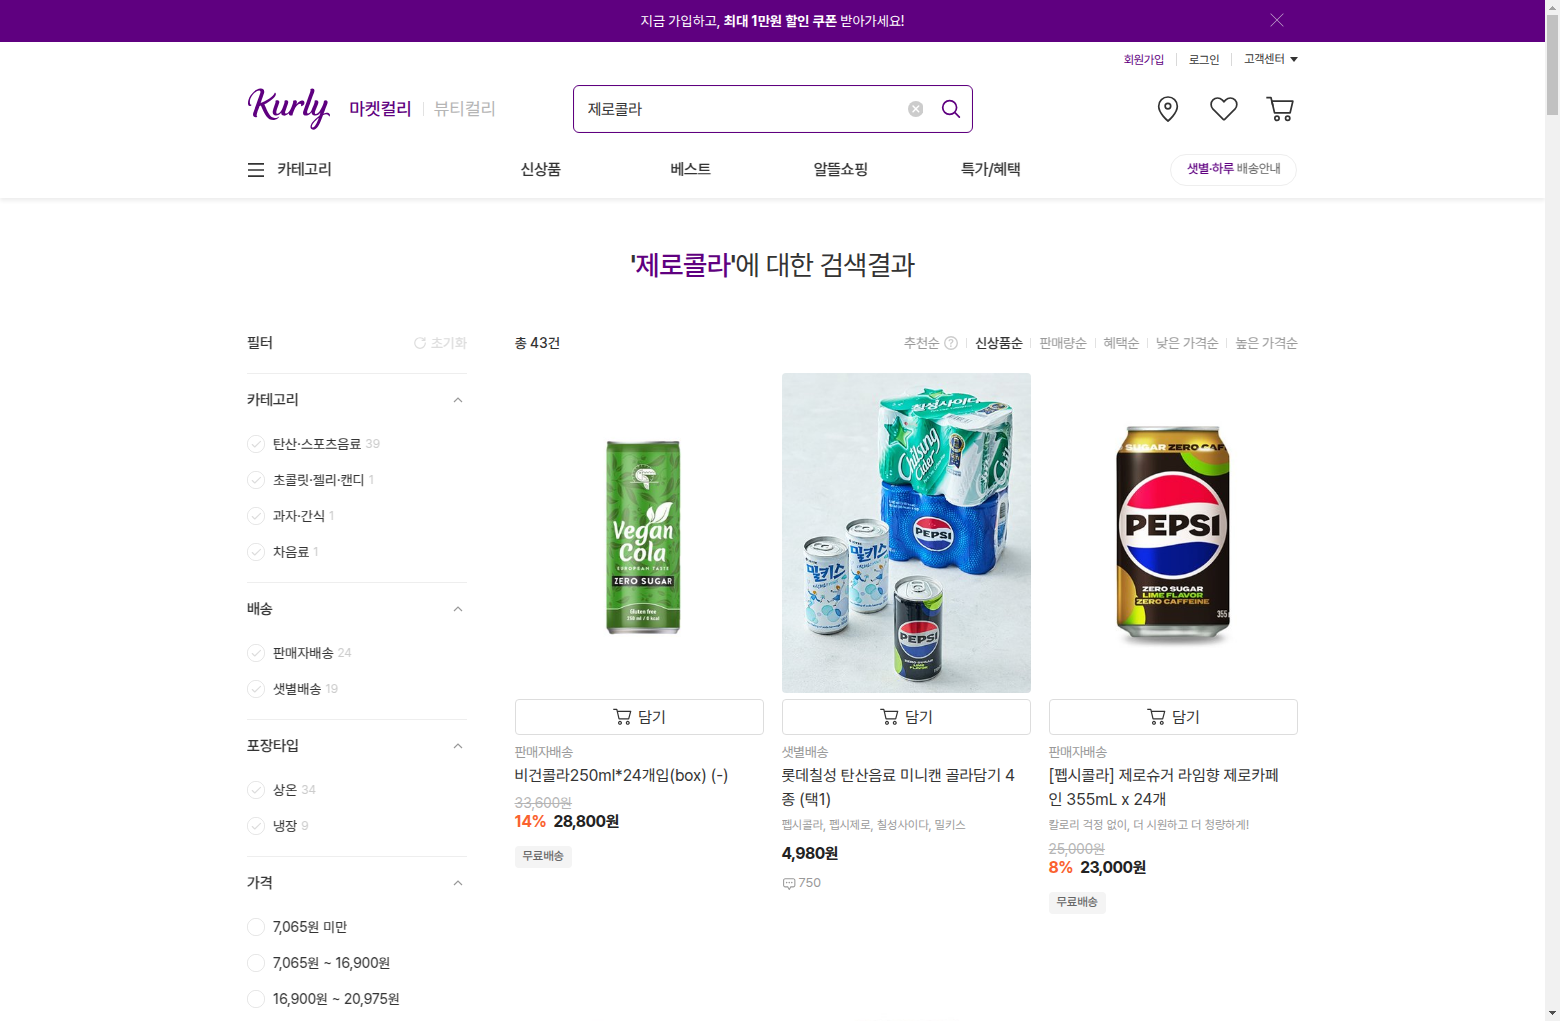 지금 가입하고, 최대 1만원 할인 쿠폰 받아가세요!
회원가입 로그인 고객센터
Kurly 마켓컬리 뷰티컬리
제로콜라
카테고리 신상품 베스트 알뜰쇼핑 특가/혜택 샛별·하루 배송안내
'제로콜라'에 대한 검색결과
필터 초기화
카테고리
탄산·스포츠음료 39
초콜릿·젤리·캔디 1
과자·간식 1
차음료 1
배송
판매자배송 24
샛별배송 19
포장타입
상온 34
냉장 9
가격
7,065원 미만
7,065원 ~ 16,900원
16,900원 ~ 20,975원
총 43건
추천순 신상품순 판매량순 혜택순 낮은 가격순 높은 가격순
Vegan
Cola
EUROPEAN TASTE
ZERO SUGAR
Gluten free
담기
판매자배송
비건콜라250ml*24개입(box) (-)
33,600원
14% 28,800원
무료배송
칠성사이다
Chilsung
Cider
PEPSI
밀키스
밀키스
PEPSI
담기
샛별배송
롯데칠성 탄산음료 미니캔 골라담기 4
종 (택1)
펩시콜라, 펩시제로, 칠성사이다, 밀키스
4,980원
750
SUGAR ZERO CAF
PEPSI
ZERO SUGAR
LIME FLAVOR
ZERO CAFFEINE
355
담기
판매자배송
[펩시콜라] 제로슈거 라임향 제로카페
인 355mL x 24개
칼로리 걱정 없이, 더 시원하고 더 청량하게!
25,000원
8% 23,000원
무료배송